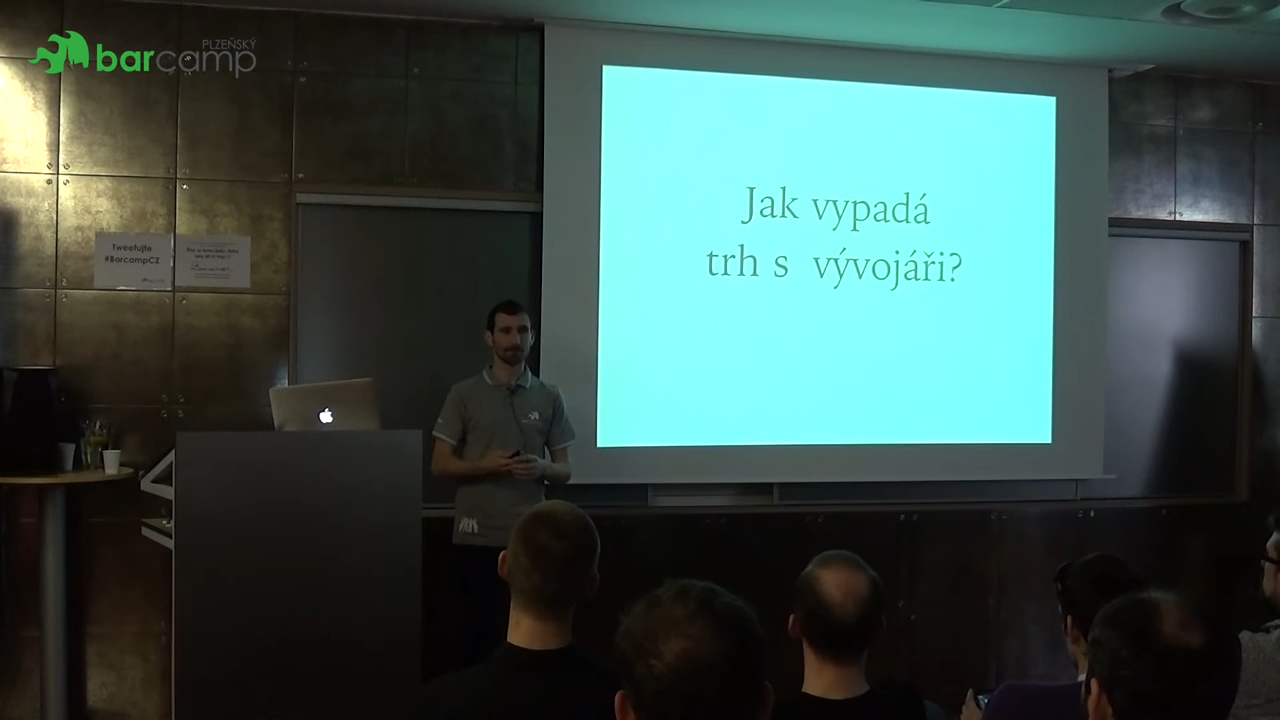 PLZEŇSKÝ
barcamp
Jak vypadá
trh s vývojáři?
Tweetujte
#BarcampCZ